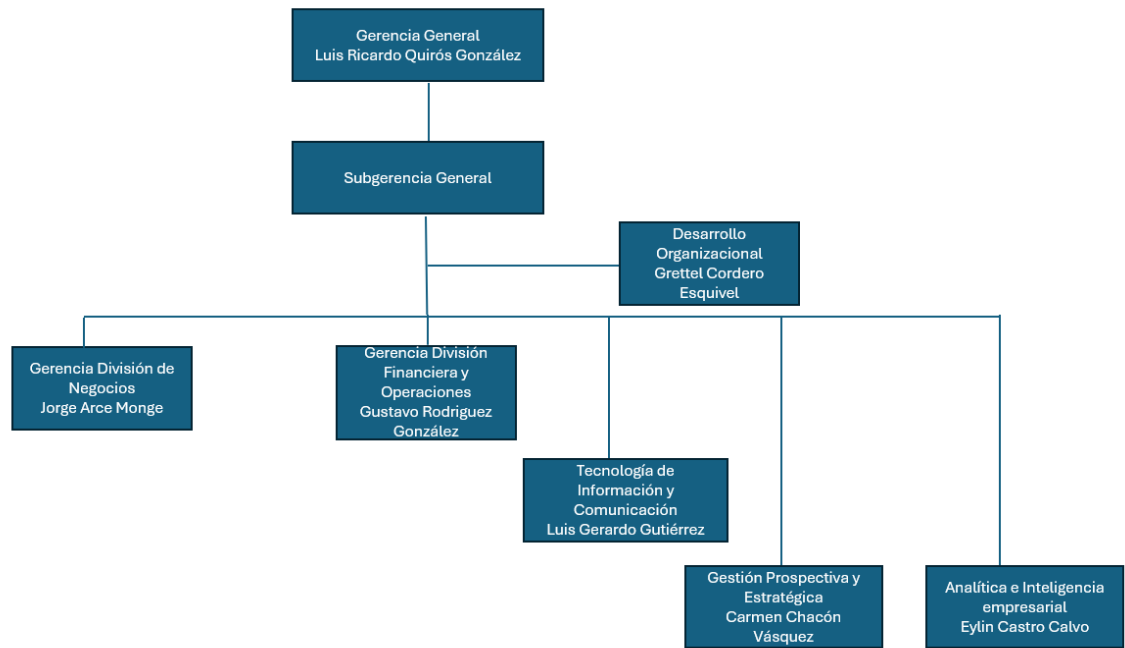 Gerencia General
Luis Ricardo Quirós González
Subgerencia General
Desarrollo
Organizacional
Grettel Cordero
Esquivel
Gerencia División de
Negocios
Jorge Arce Monge
Gerencia División
Financiera y
Operaciones
Gustavo Rodriguez
González
Tecnología de
Información y
Comunicación
Luis Gerardo Gutiérrez
Gestión Prospectiva y
Estratégica
Carmen Chacón
Vásquez
Analítica e Inteligencia
empresarial
Eylin Castro Calvo